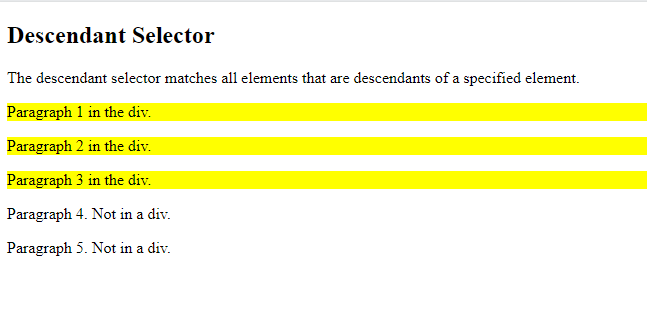 Descendant Selector
The descendant selector matches all elements that are descendants of a specified element.
Paragraph 1 in the div.
Paragraph 2 in the div.
Paragraph 3 in the div.
Paragraph 4. Not in a div.
Paragraph 5. Not in a div.